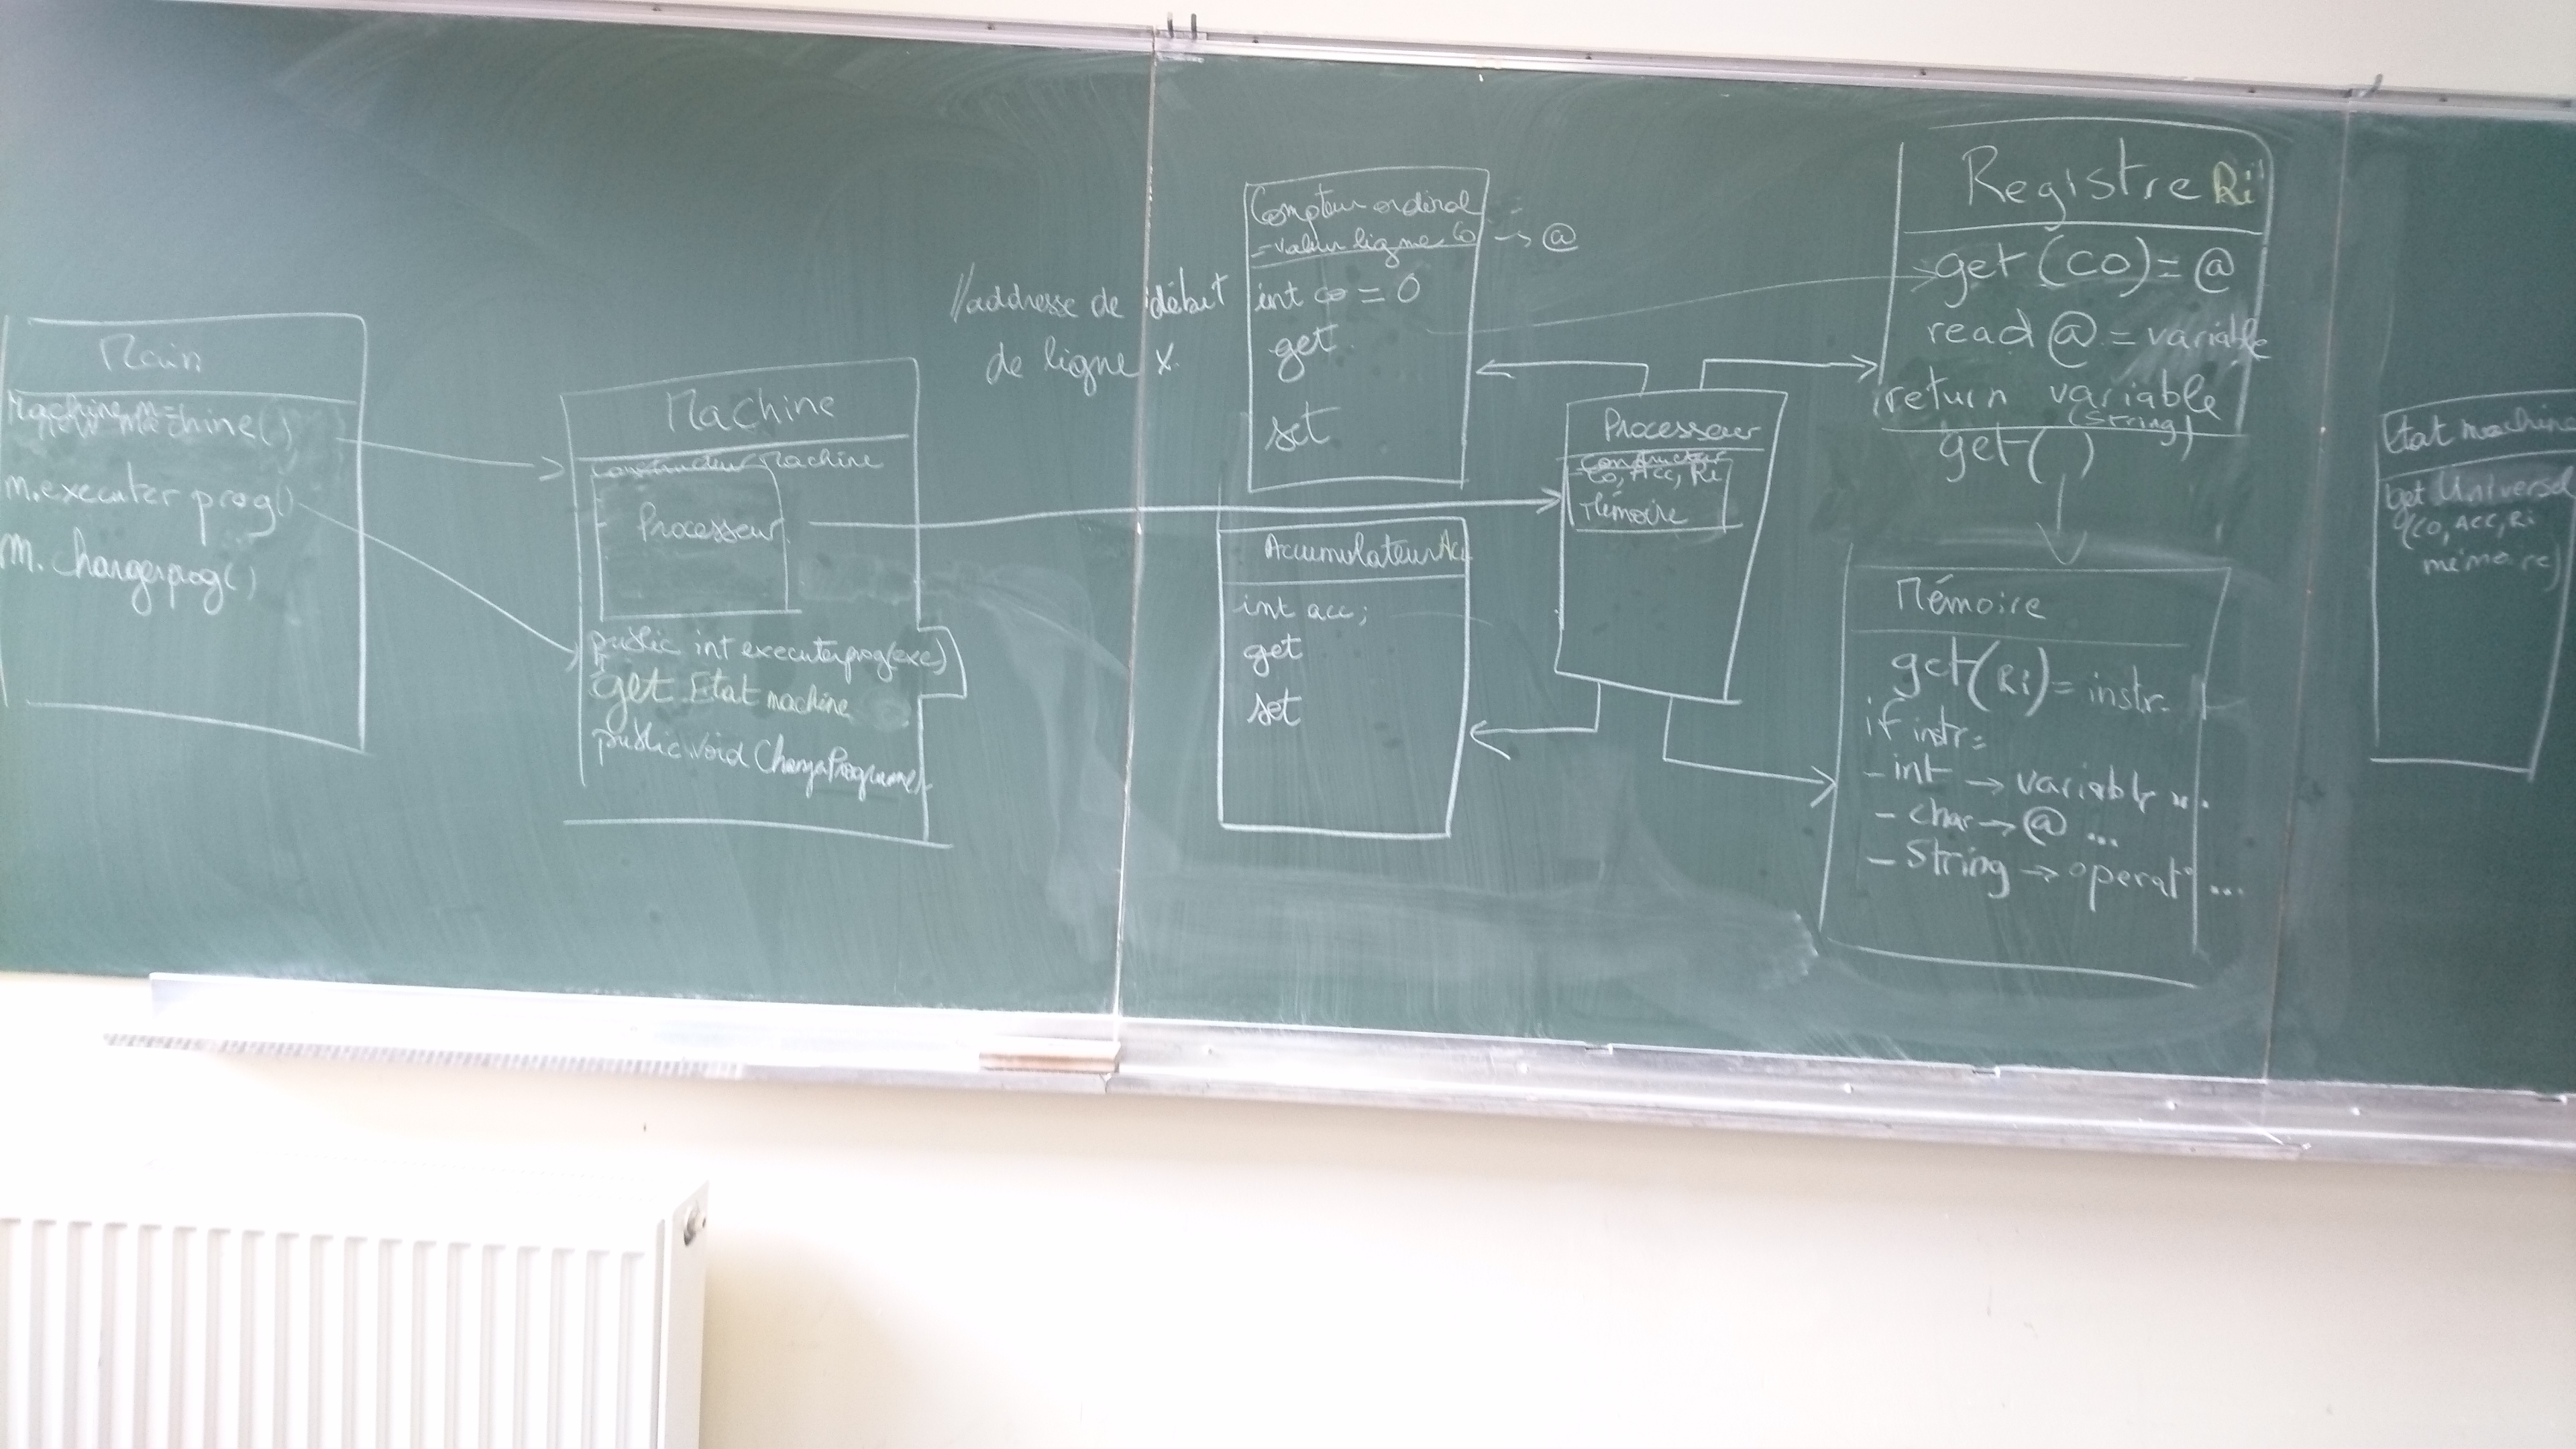 Main
Machine m =
new machine();
m.executer prog()
m. chargerprog()
Machine
constructeur Machine
Processeur
public int executerprog(exe)
get Etat machine
public void ChargerProgramme
//addresse de début
de ligne x.
Compteur ordinal
= valeur ligne CO → @
int co = 0
get
set
Accumulateur Acc
int acc;
get
set
Processeur
constructeur
Co, Acc, Ri
Mémoire
Registre Ri
get (CO) = @
read @ = variable
return variable
(String)
get ( )
Mémoire
get (Ri) = instr.
if instr =
- int → variable ...
- char → @ ...
- String → operat° ...
Etat machine
get Universel
(CO, Acc, Ri
mémoire)